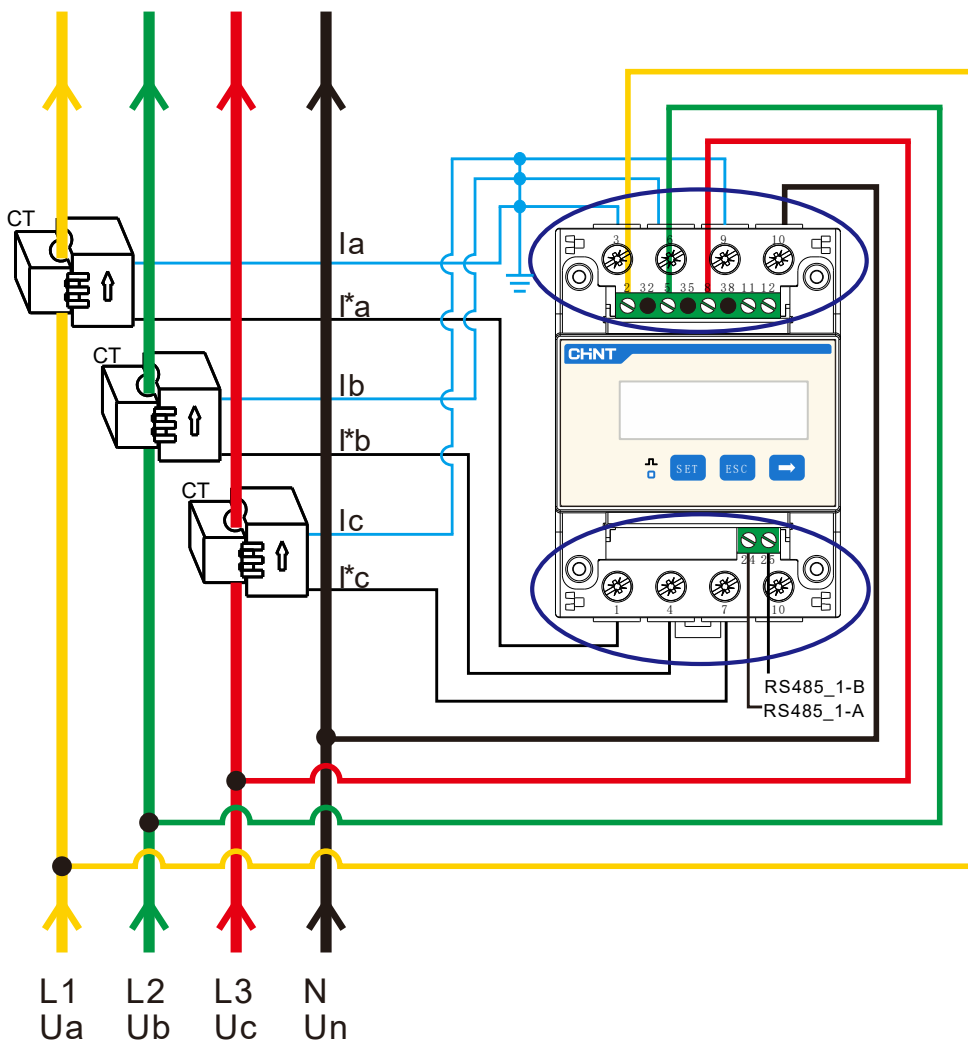 CT
Ia
I*a
CT
Ib
I*b
CT
Ic
I*c
3 6 9 10
2 32 5 35 8 38 11 12
CHNT
SET ESC
24 25
1 4 7 10
RS485_1-B
RS485_1-A
L1 L2 L3 N
Ua Ub Uc Un